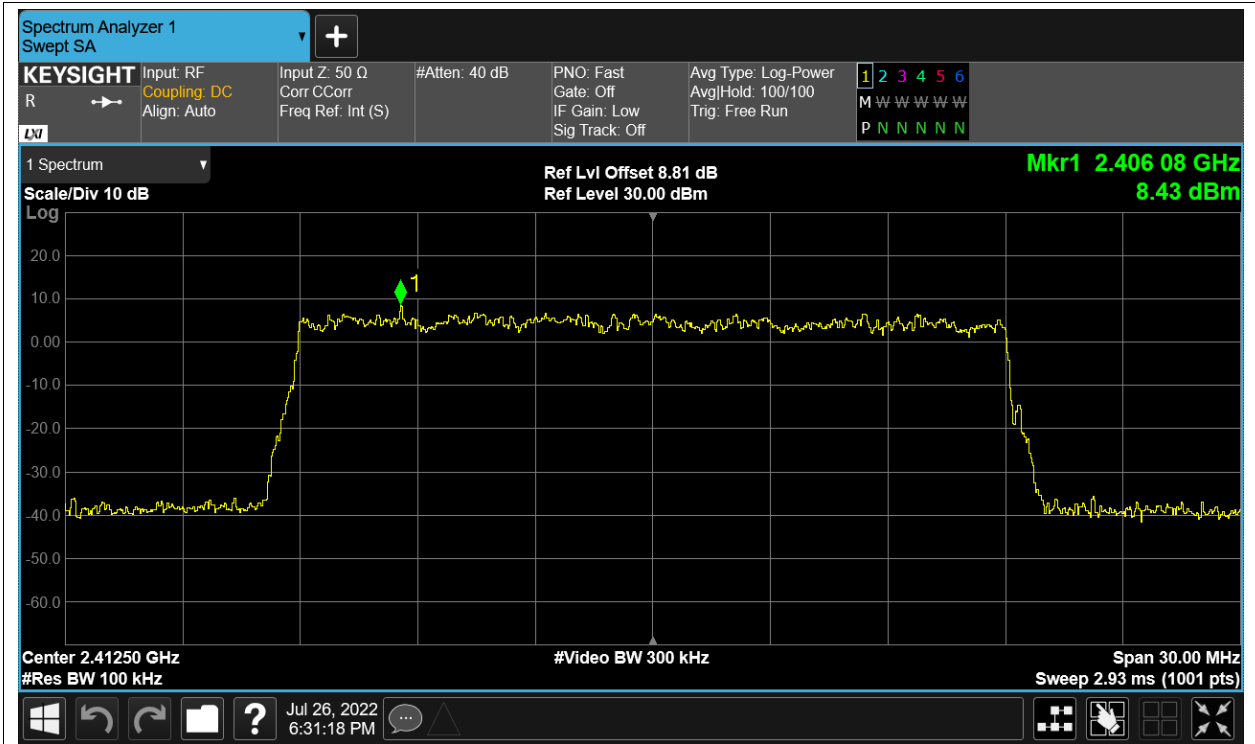 Spectrum Analyzer 1
Swept SA
KEYSIGHT
R
LXI
Input: RF
Coupling: DC
Align: Auto
Input Z: 50 Ω
Corr CCorr
Freq Ref: Int (S)
#Atten: 40 dB
PNO: Fast
Gate: Off
IF Gain: Low
Sig Track: Off
Avg Type: Log-Power
Avg|Hold: 100/100
Trig: Free Run
1 2 3 4 5 6
M W W W W W
P N N N N N
1 Spectrum
Scale/Div 10 dB
Log
Ref Lvl Offset 8.81 dB
Ref Level 30.00 dBm
Mkr1 2.406 08 GHz
8.43 dBm
1
20.0
10.0
0.00
-10.0
-20.0
-30.0
-40.0
-50.0
-60.0
Center 2.41250 GHz
#Res BW 100 kHz
#Video BW 300 kHz
Span 30.00 MHz
Sweep 2.93 ms (1001 pts)
?
Jul 26, 2022
6:31:18 PM